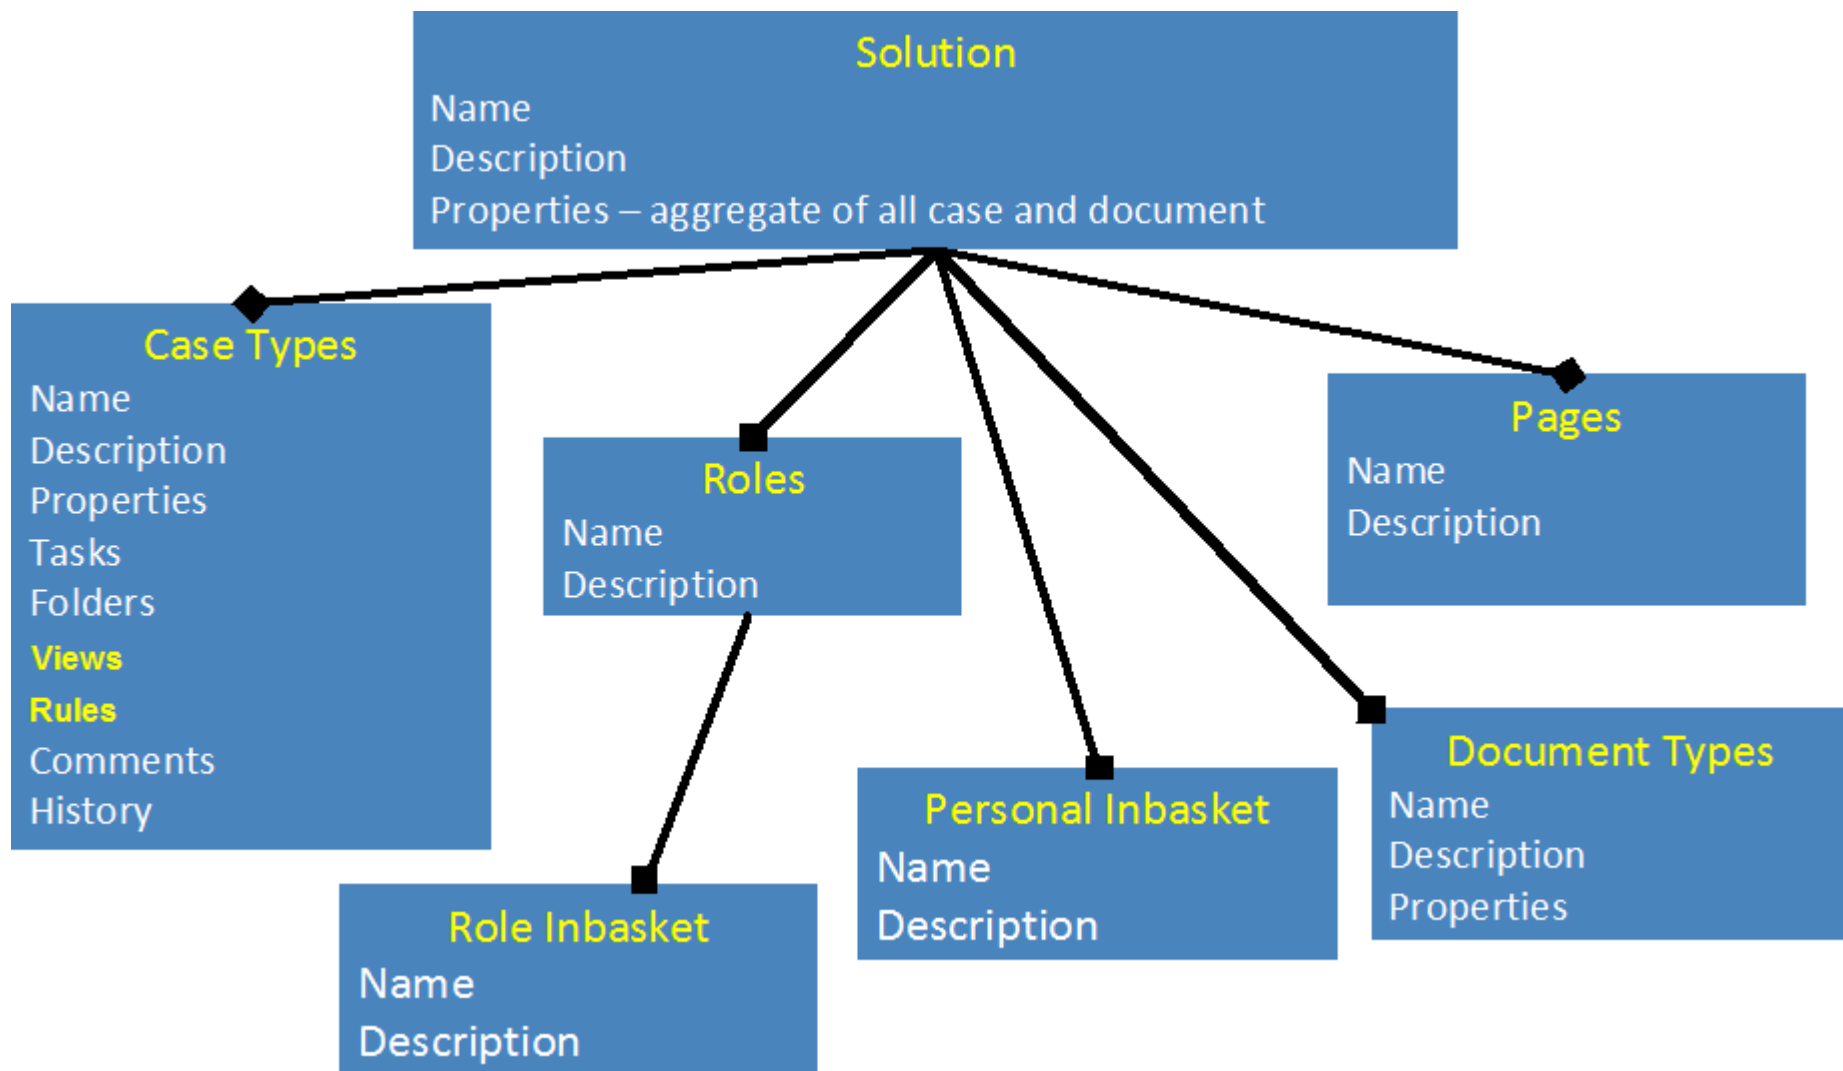 Solution
Name
Description
Properties – aggregate of all case and document
Case Types
Name
Description
Properties
Tasks
Folders
Views
Rules
Comments
History
Roles
Name
Description
Pages
Name
Description
Role Inbasket
Name
Description
Personal Inbasket
Name
Description
Document Types
Name
Description
Properties